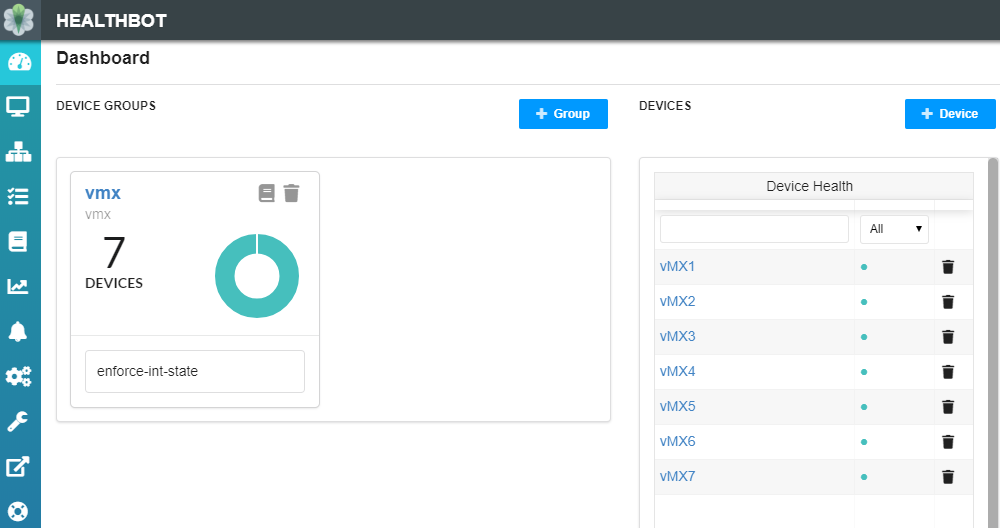 HEALTHBOT
Dashboard
DEVICE GROUPS
Group
DEVICES
Device
vmx
vmx
7
DEVICES
enforce-int-state
Device Health
All
vMX1
vMX2
vMX3
vMX4
vMX5
vMX6
vMX7